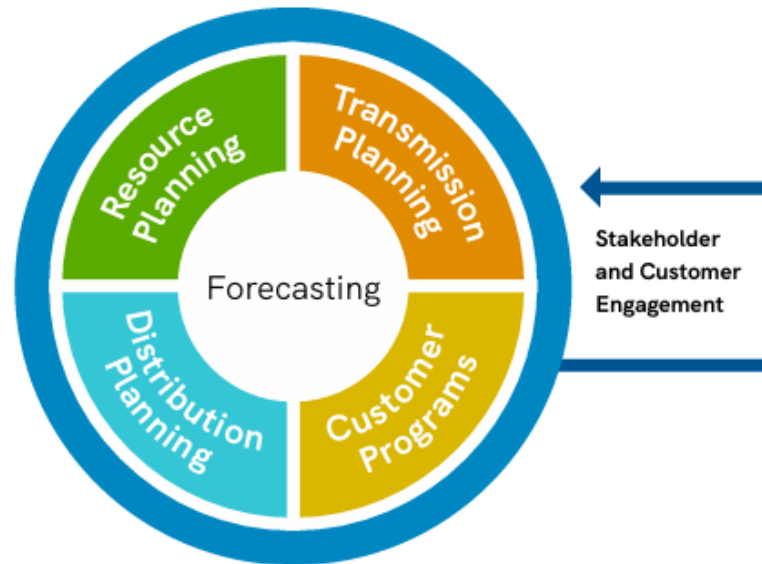 Resource
Planning
Transmission
Planning
Forecasting
Distribution
Planning
Customer
Programs
Stakeholder
and Customer
Engagement